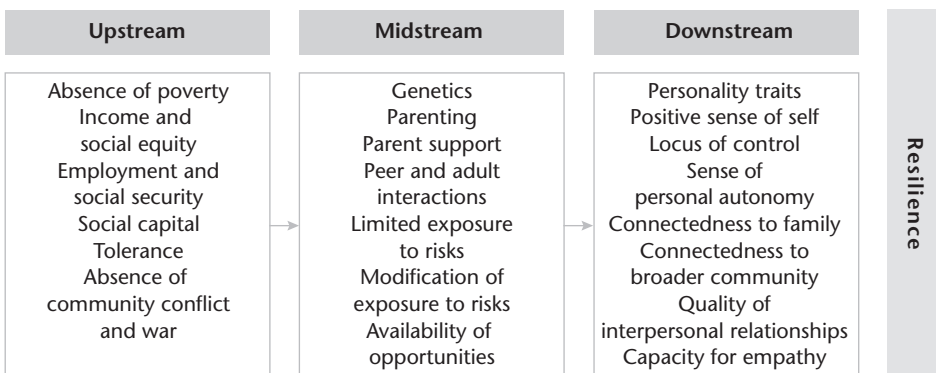 Upstream
Absence of poverty
Income and
social equity
Employment and
social security
Social capital
Tolerance
Absence of
community conflict
and war
Midstream
Genetics
Parenting
Parent support
Peer and adult
interactions
Limited exposure
to risks
Modification of
exposure to risks
Availability of
opportunities
Downstream
Personality traits
Positive sense of self
Locus of control
Sense of
personal autonomy
Connectedness to family
Connectedness to
broader community
Quality of
interpersonal relationships
Capacity for empathy
Resilience